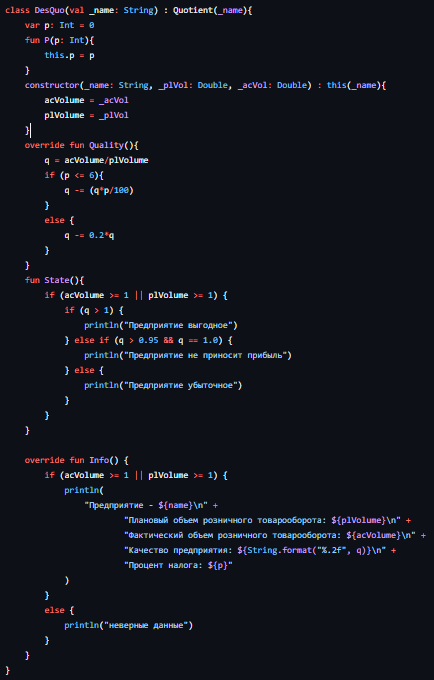 class DesQuo(val _name: String) : Quotient(_name){
    var p: Int = 0
    fun P(p: Int){
        this.p = p
    }
    constructor(_name: String, _plVol: Double, _acVol: Double) : this(_name){
        acVolume = _acVol
        plVolume = _plVol
    }
    override fun Quality(){
        q = acVolume/plVolume
        if (p <= 6){
            q -= (q*p/100)
        }
        else {
            q -= 0.2*q
        }
    }
    fun State(){
        if (acVolume >= 1 || plVolume >= 1) {
            if (q > 1) {
                println("Предприятие выгодное")
            } else if (q > 0.95 && q == 1.0) {
                println("Предприятие не приносит прибыль")
            } else {
                println("Предприятие убыточное")
            }
        }
    }

    override fun Info() {
        if (acVolume >= 1 || plVolume >= 1) {
            println(
                "Предприятие - ${name}\n" +
                        "Плановый объем розничного товарооборота: ${plVolume}\n" +
                        "Фактический объем розничного товарооборота: ${acVolume}\n" +
                        "Качество предприятия: ${String.format("%.2f", q)}\n" +
                        "Процент налога: ${p}"
            )
        }
        else {
            println("неверные данные")
        }
    }
}